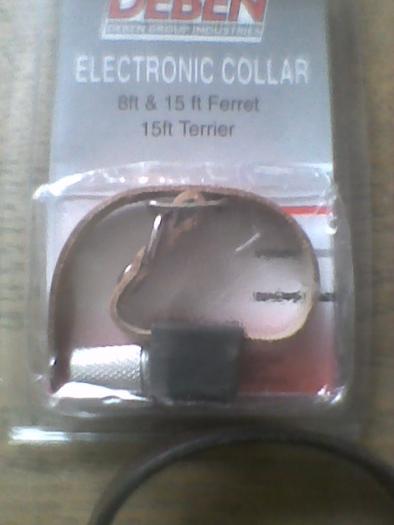 DEBEN
DEBEN GROUP INDUSTRIES
ELECTRONIC COLLAR
8ft & 15 ft Ferret
15ft Terrier